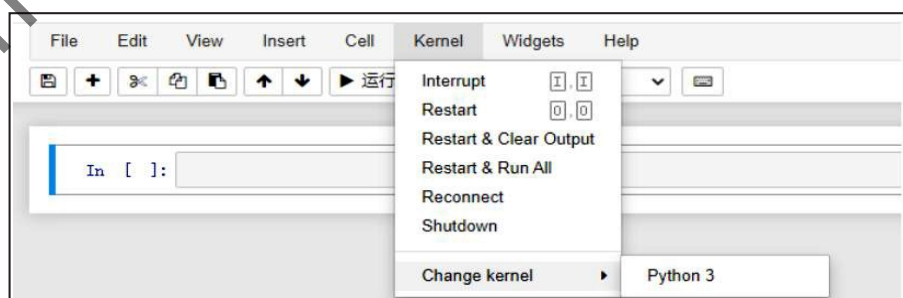 File Edit View Insert Cell Kernel Widgets Help
运行
Interrupt I,I
Restart 0,0
Restart & Clear Output
Restart & Run All
In [ ]:
Reconnect
Shutdown
Change kernel Python 3